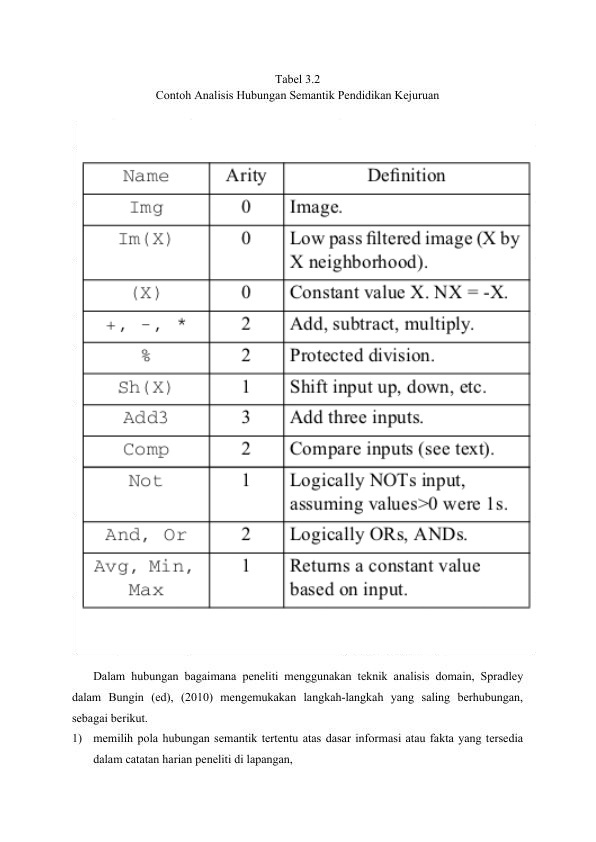 Tabel 3.2
Contoh Analisis Hubungan Semantik Pendidikan Kejuruan
Name Arity Definition
Img 0 Image.
Im(X) 0 Low pass filtered image (X by
X neighborhood).
(X) 0 Constant value X. NX = -X.
+, -, * 2 Add, subtract, multiply.
% 2 Protected division.
Sh(X) 1 Shift input up, down, etc.
Add3 3 Add three inputs.
Comp 2 Compare inputs (see text).
Not 1 Logically NOTs input,
assuming values>0 were 1s.
And, Or 2 Logically ORs, ANDs.
Avg, Min, 1 Returns a constant value
Max based on input.
Dalam hubungan bagaimana peneliti menggunakan teknik analisis domain, Spradley
dalam Bungin (ed), (2010) mengemukakan langkah-langkah yang saling berhubungan,
sebagai berikut.
1) memilih pola hubungan semantik tertentu atas dasar informasi atau fakta yang tersedia
dalam catatan harian peneliti di lapangan,